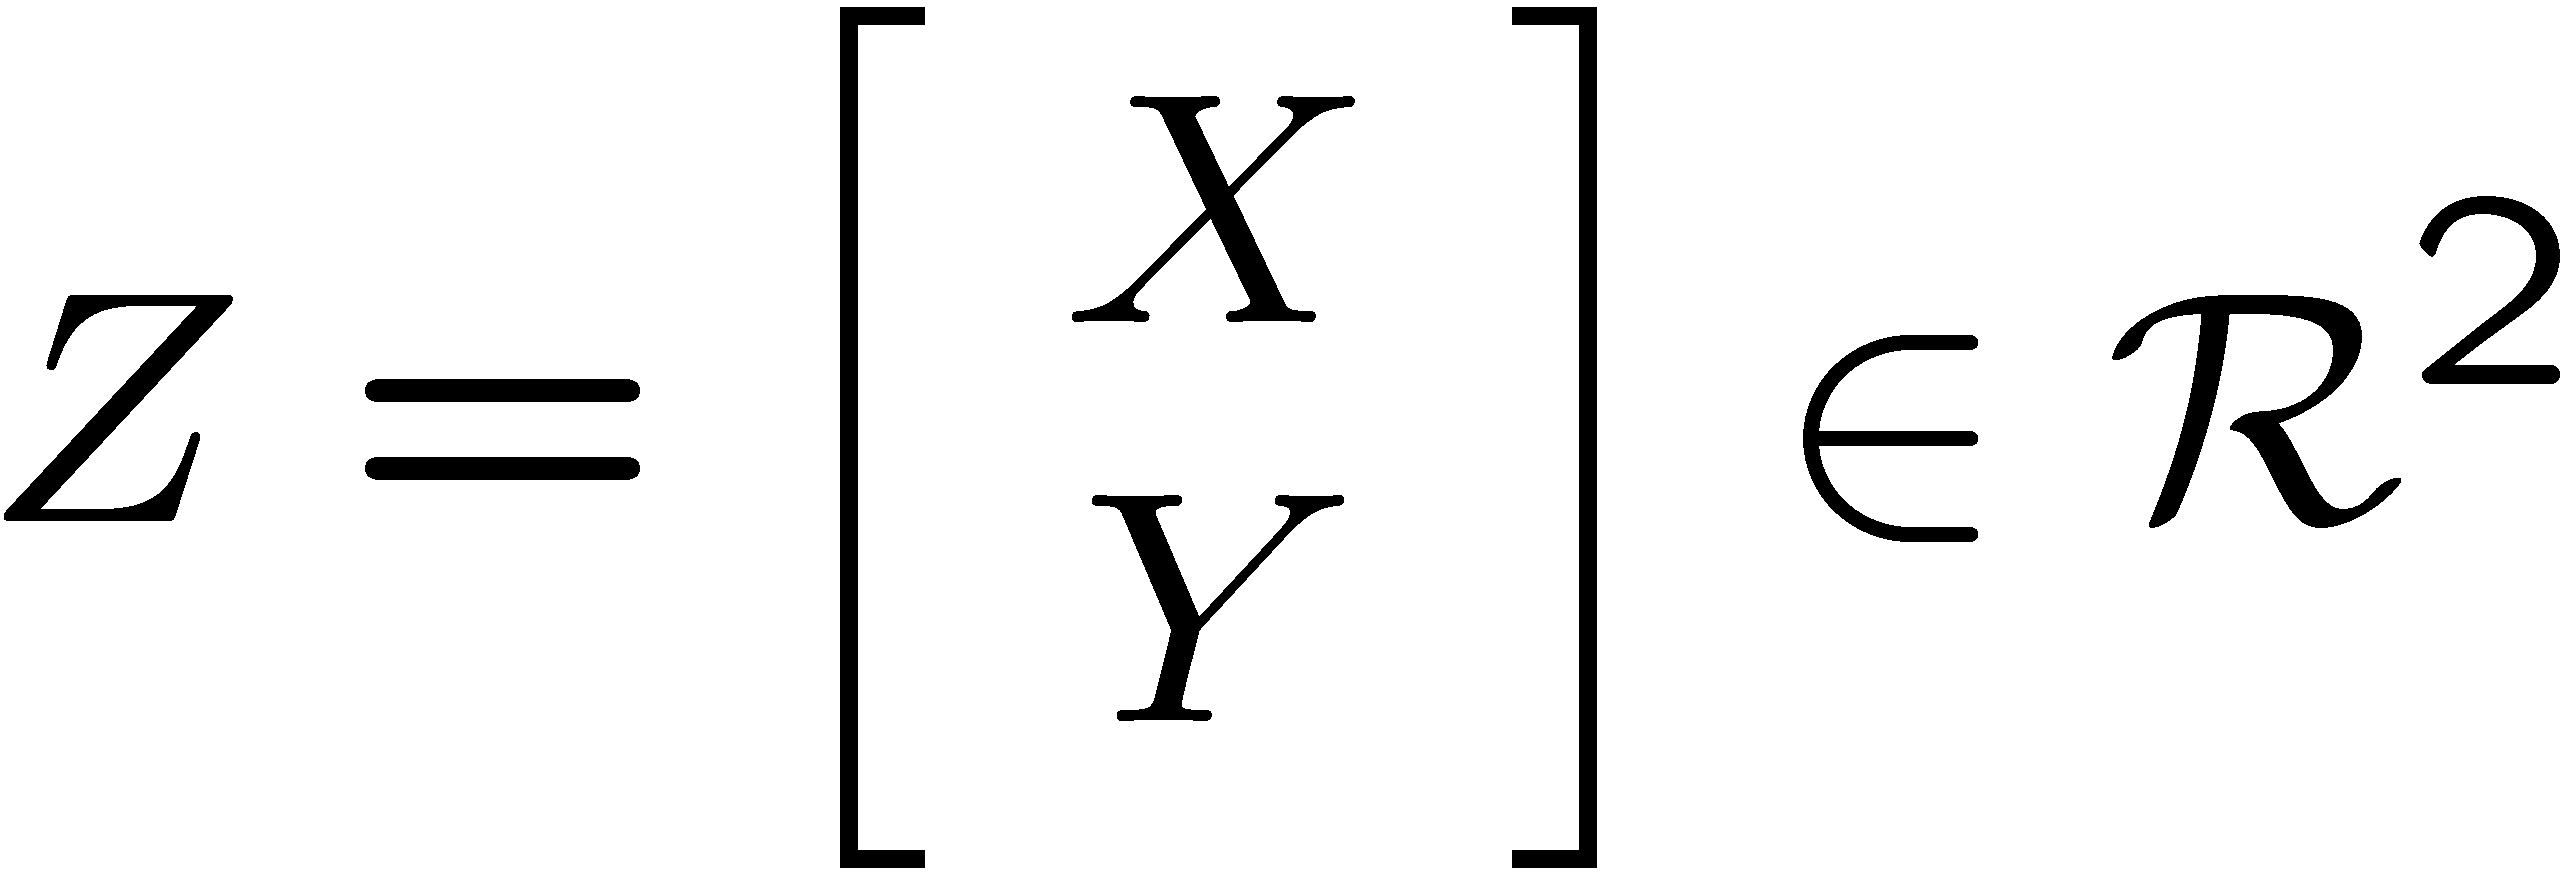 Z = [ X Y ] ∈ ℛ²